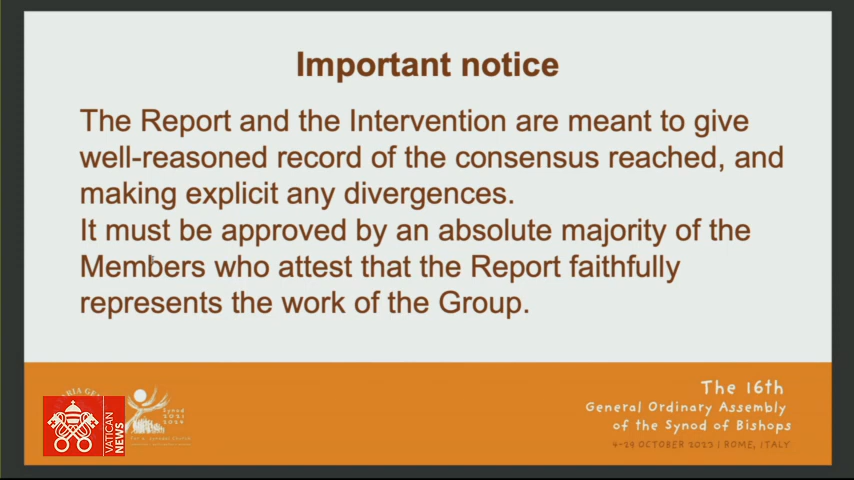 Important notice
The Report and the Intervention are meant to give
well-reasoned record of the consensus reached, and
making explicit any divergences.
It must be approved by an absolute majority of the
Members who attest that the Report faithfully
represents the work of the Group.
The 16th
General Ordinary Assembly
of the Synod of Bishops
4-29 OCTOBER 2023 | ROME, ITALY
Synod
2021
2024
VATICAN
NEWS